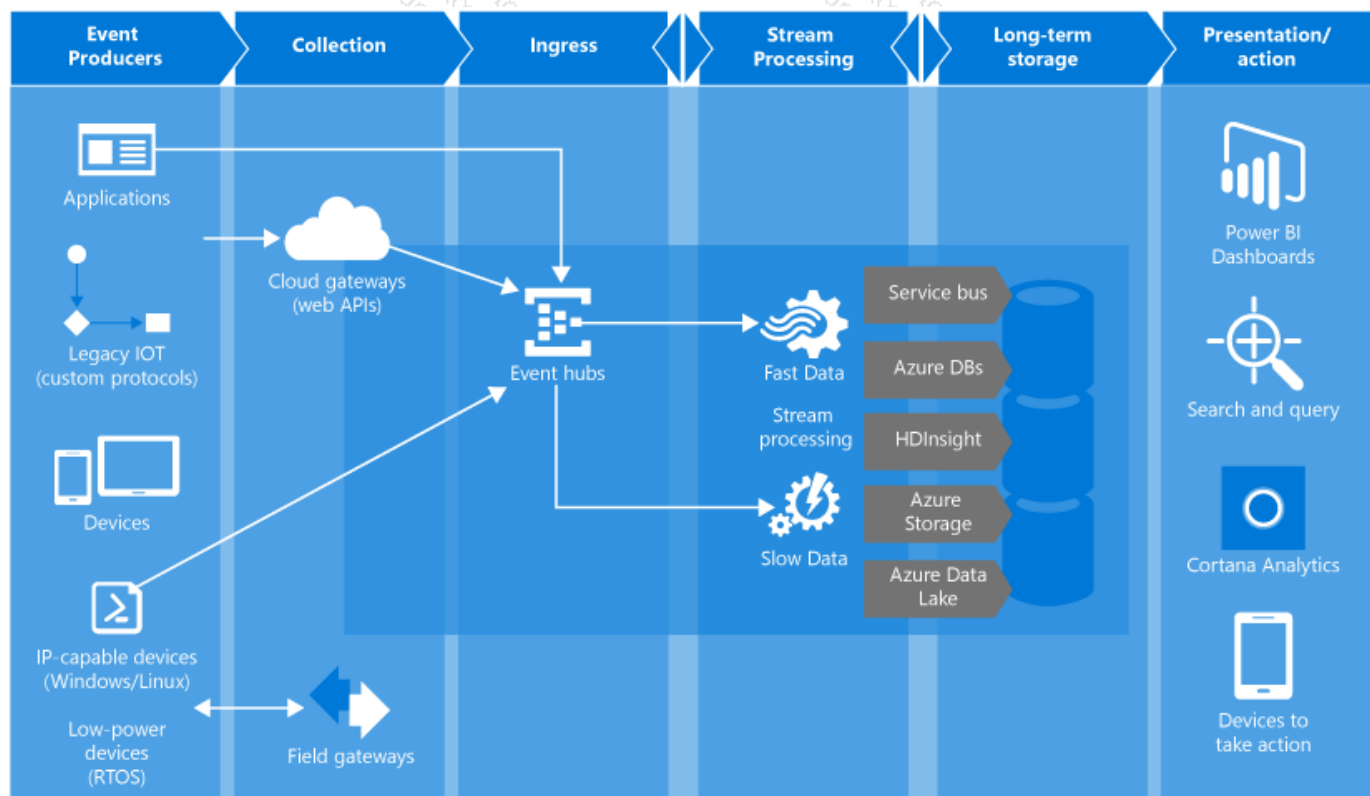 Event
Producers
Collection
Ingress
Stream
Processing
Long-term
storage
Presentation/
action
Applications
Legacy IOT
(custom protocols)
Devices
IP-capable devices
(Windows/Linux)
Low-power
devices
(RTOS)
Cloud gateways
(web APIs)
Field gateways
Event hubs
Fast Data
Stream
processing
Slow Data
Service bus
Azure DBs
HDInsight
Azure
Storage
Azure Data
Lake
Power BI
Dashboards
Search and query
Cortana Analytics
Devices to
take action